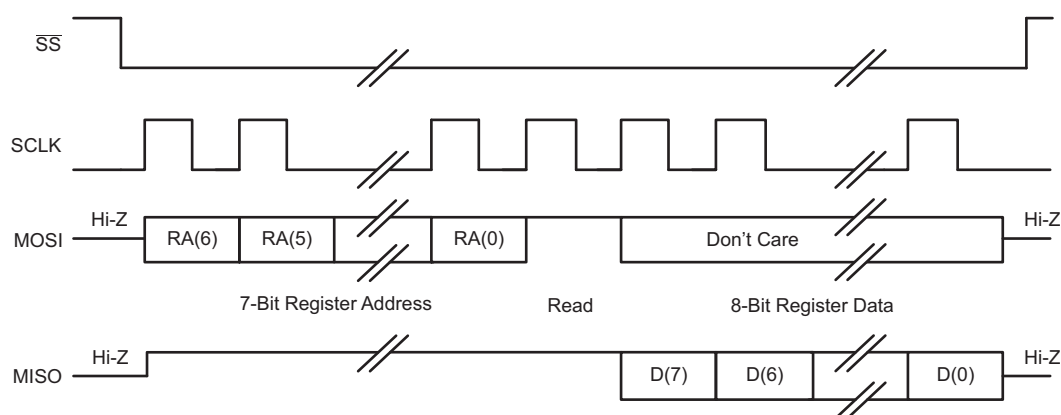 SS
SCLK
Hi-Z
Hi-Z
MOSI
RA(6)
RA(5)
RA(0)
Don't Care
7-Bit Register Address
Read
8-Bit Register Data
Hi-Z
Hi-Z
MISO
D(7)
D(6)
D(0)